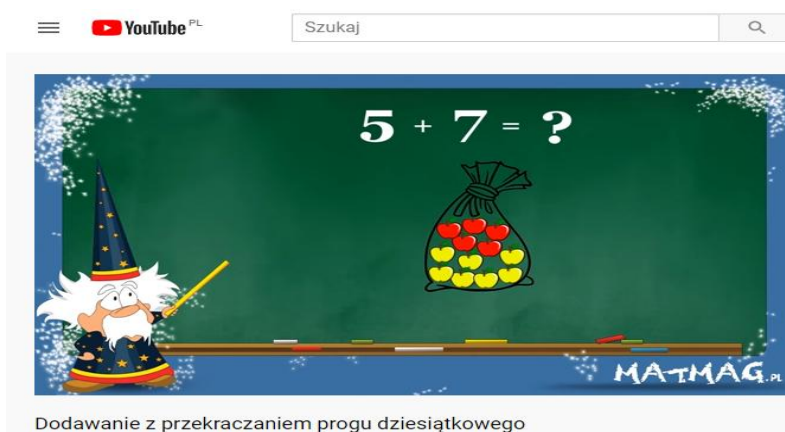 YouTube PL
Szukaj
5 + 7 = ?
MATMAG.PL
Dodawanie z przekraczaniem progu dziesiątkowego